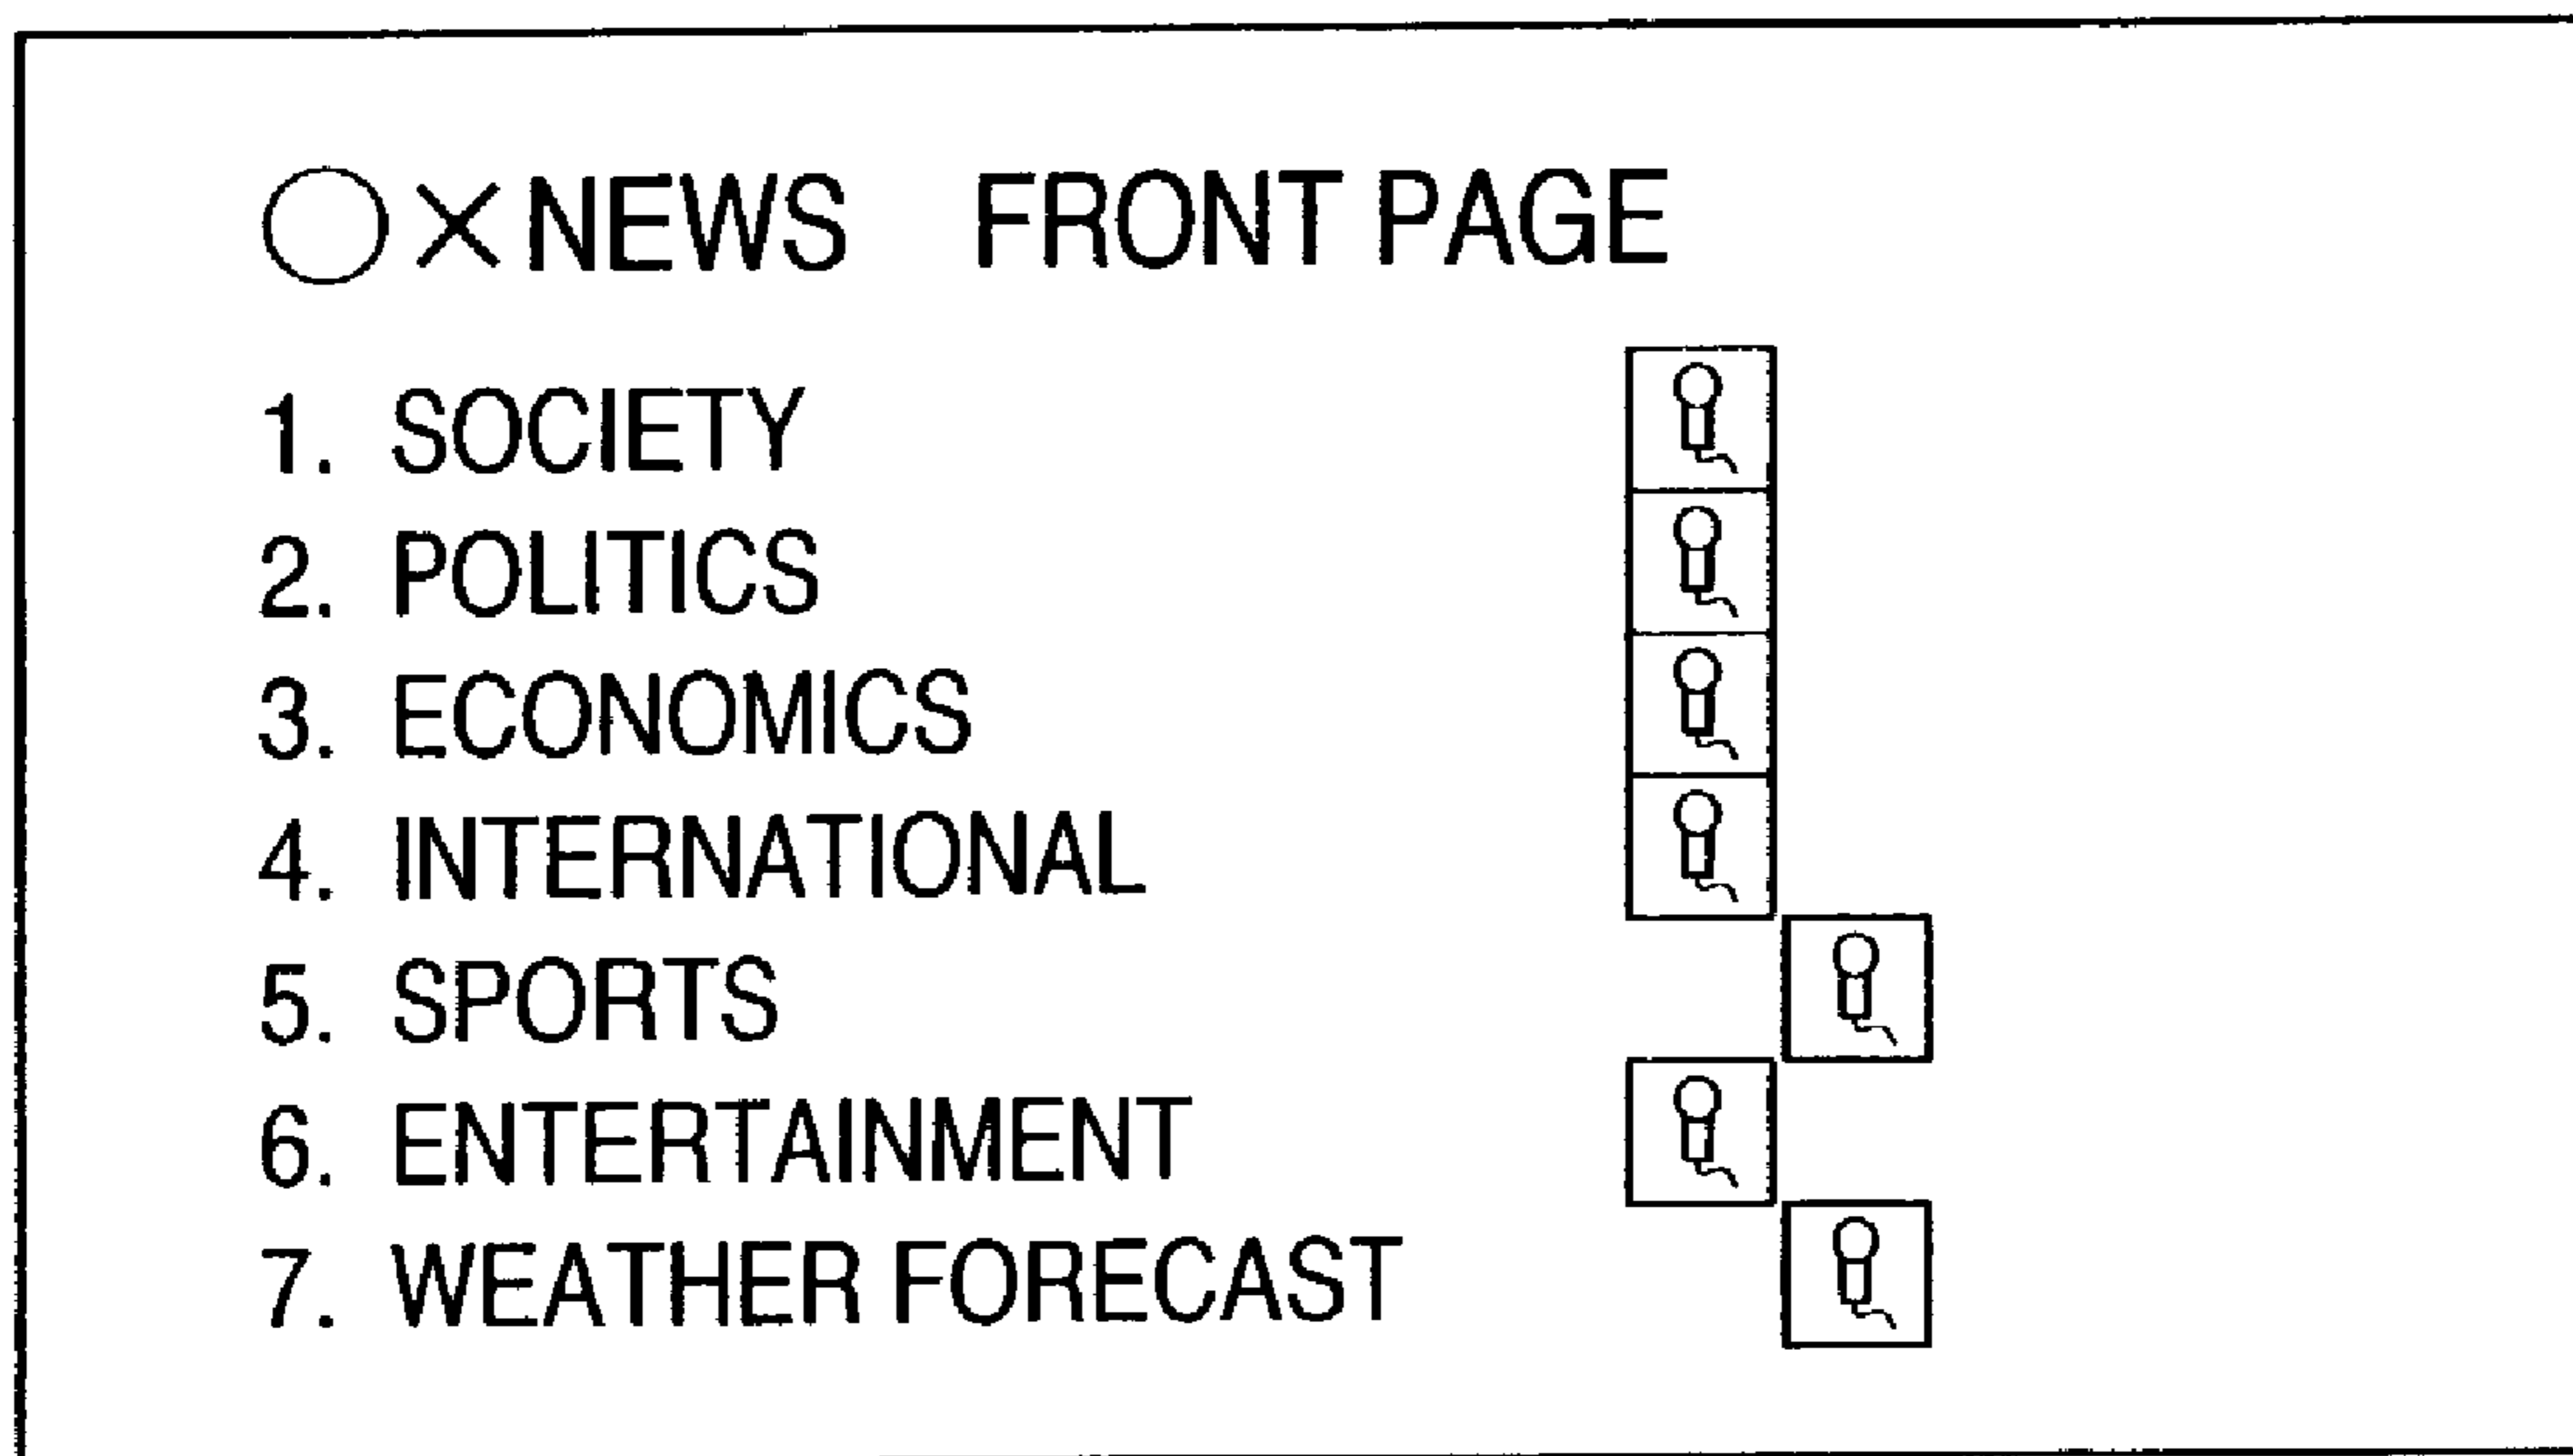 ○×NEWS FRONT PAGE
1. SOCIETY
2. POLITICS
3. ECONOMICS
4. INTERNATIONAL
5. SPORTS
6. ENTERTAINMENT
7. WEATHER FORECAST